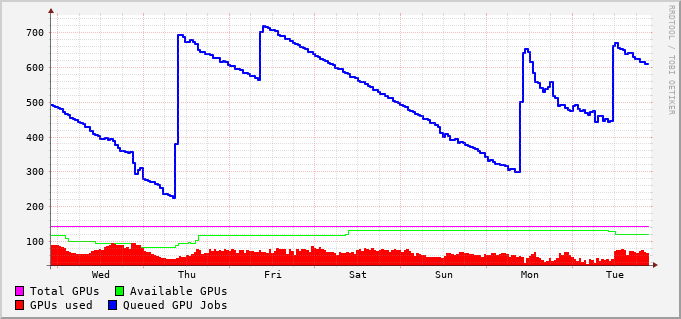 700
600
500
400
300
200
100
Wed Thu Fri Sat Sun Mon Tue
Total GPUs Available GPUs
GPUs used Queued GPU Jobs
RRDTOOL / TOBI OETIKER